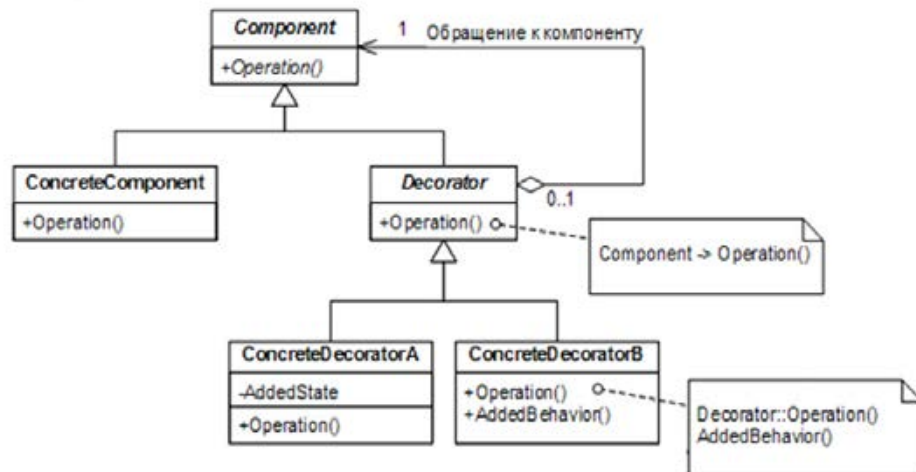 Component
1 Обращение к компоненту
+Operation()
ConcreteComponent
+Operation()
Decorator
0..1
+Operation()
Component -> Operation()
ConcreteDecoratorA
-AddedState
+Operation()
ConcreteDecoratorB
+Operation()
+AddedBehavior()
Decorator::Operation()
AddedBehavior()